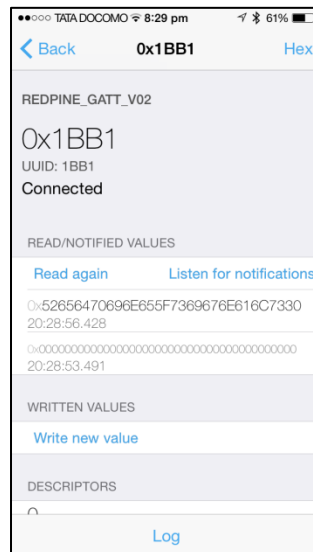 ●●○○○ TATA DOCOMO 8:29 pm 61%
Back 0x1BB1 Hex
REDPINE_GATT_V02
0x1BB1
UUID: 1BB1
Connected
READ/NOTIFIED VALUES
Read again Listen for notifications
0x52656470696E655F7369676E616C7330
20:28:56.428
0x0000000000000000000000000000000000000000
20:28:53.491
WRITTEN VALUES
Write new value
DESCRIPTORS
Log